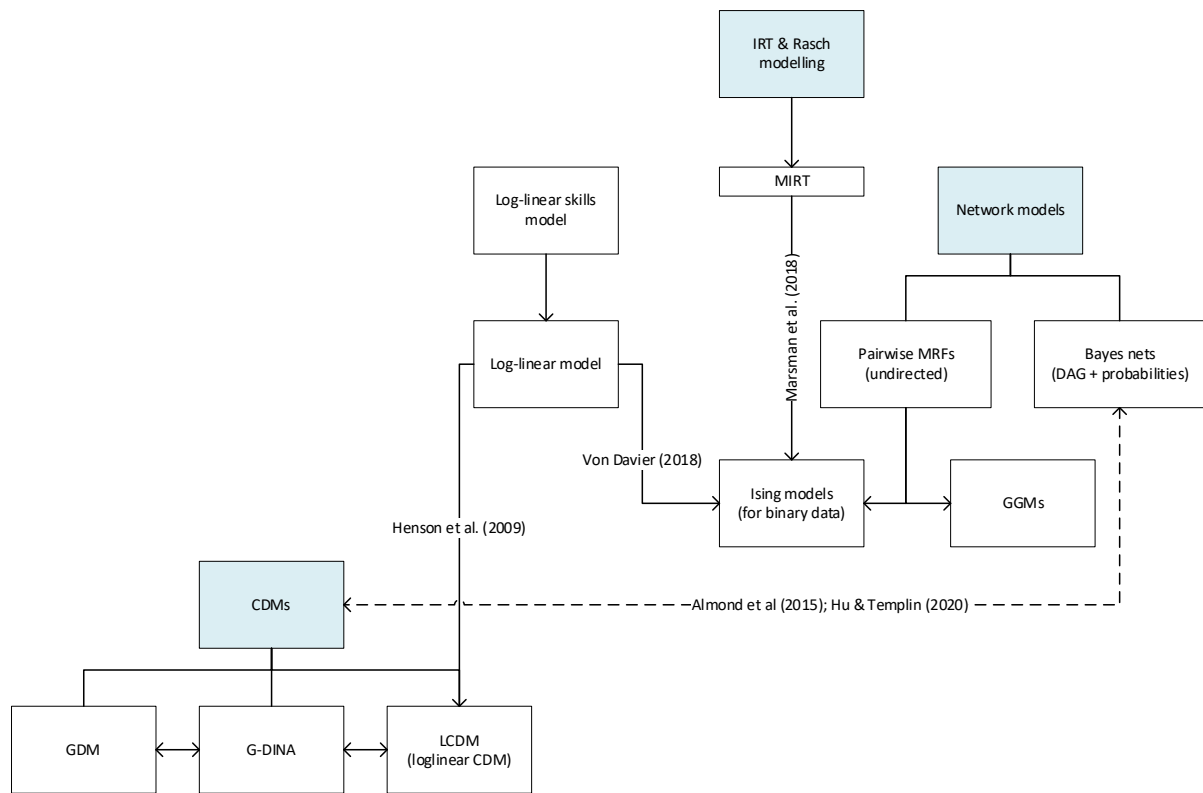 IRT & Rasch
modelling
MIRT
Log-linear skills
model
Network models
Marsman et al. (2018)
Log-linear model
Pairwise MRFs
(undirected)
Bayes nets
(DAG + probabilities)
Von Davier (2018)
Ising models
(for binary data)
GGMs
Henson et al. (2009)
CDMs
Almond et al (2015); Hu & Templin (2020)
GDM
G-DINA
LCDM
(loglinear CDM)